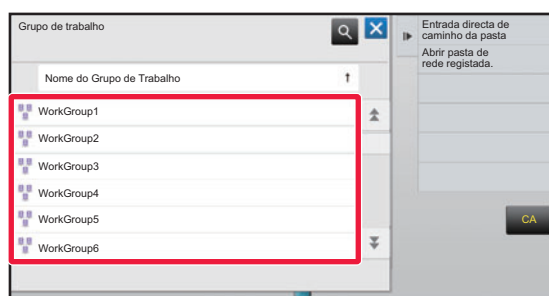 Grupo de trabalho
Nome do Grupo de Trabalho
WorkGroup1
WorkGroup2
WorkGroup3
WorkGroup4
WorkGroup5
WorkGroup6
Entrada directa de
caminho da pasta
Abrir pasta de
rede registada.
CA